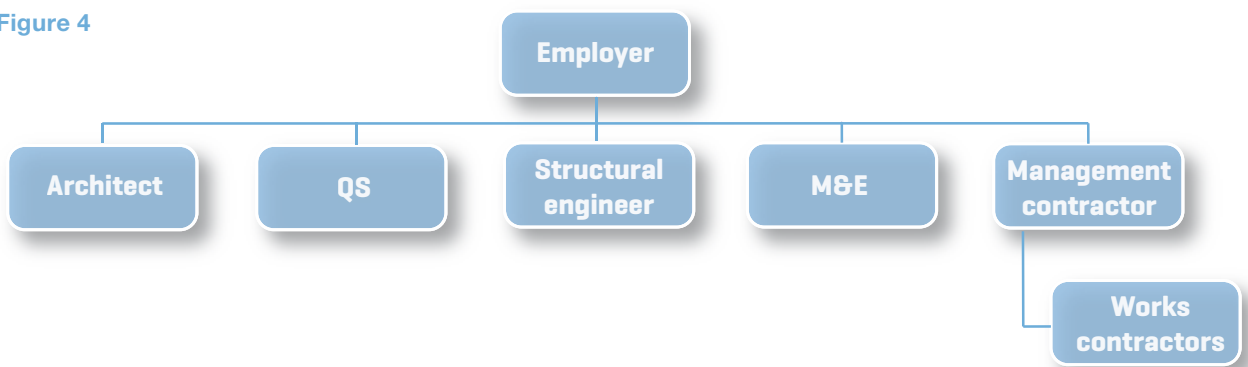 Figure 4
Employer
Architect
QS
Structural
engineer
M&E
Management
contractor
Works
contractors